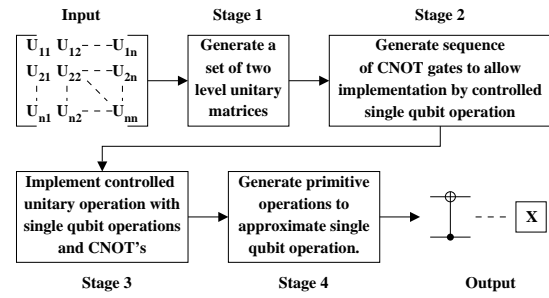 Input
Stage 1
Stage 2
U11 U12 U1n
U21 U22 U2n
Un1 Un2 Unn
Generate a
set of two
level unitary
matrices
Generate sequence
of CNOT gates to allow
implementation by controlled
single qubit operation
Implement controlled
unitary operation with
single qubit operations
and CNOT's
Generate primitive
operations to
approximate single
qubit operation.
X
Stage 3
Stage 4
Output